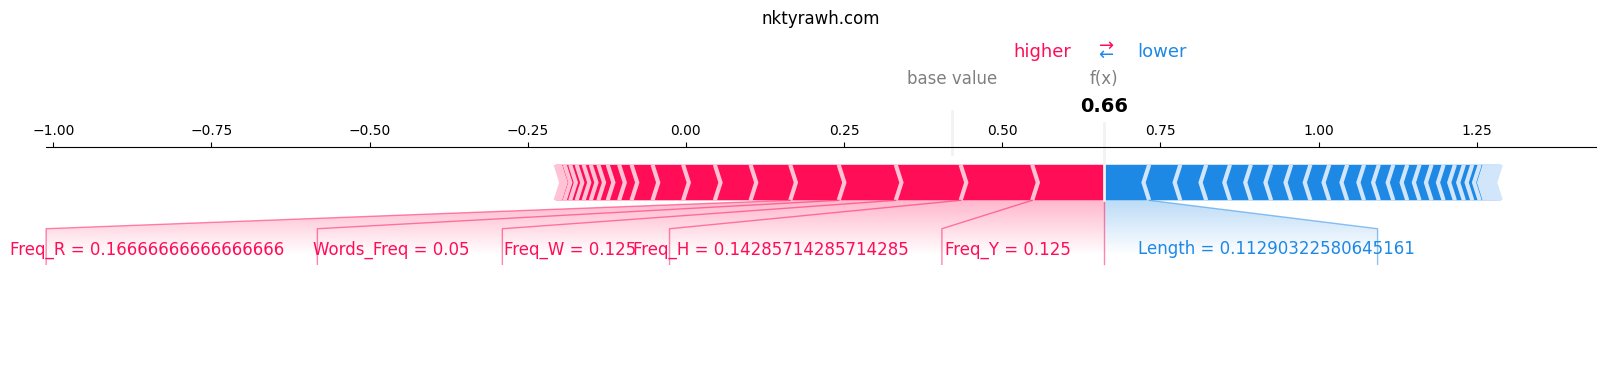 nktyrawh.com
higher → ← lower
base value f(x)
0.66
−1.00 −0.75 −0.50 −0.25 0.00 0.25 0.50 0.75 1.00 1.25
Freq_R = 0.16666666666666666 Words_Freq = 0.05 Freq_W = 0.125 Freq_H = 0.14285714285714285 Freq_Y = 0.125 Length = 0.11290322580645161